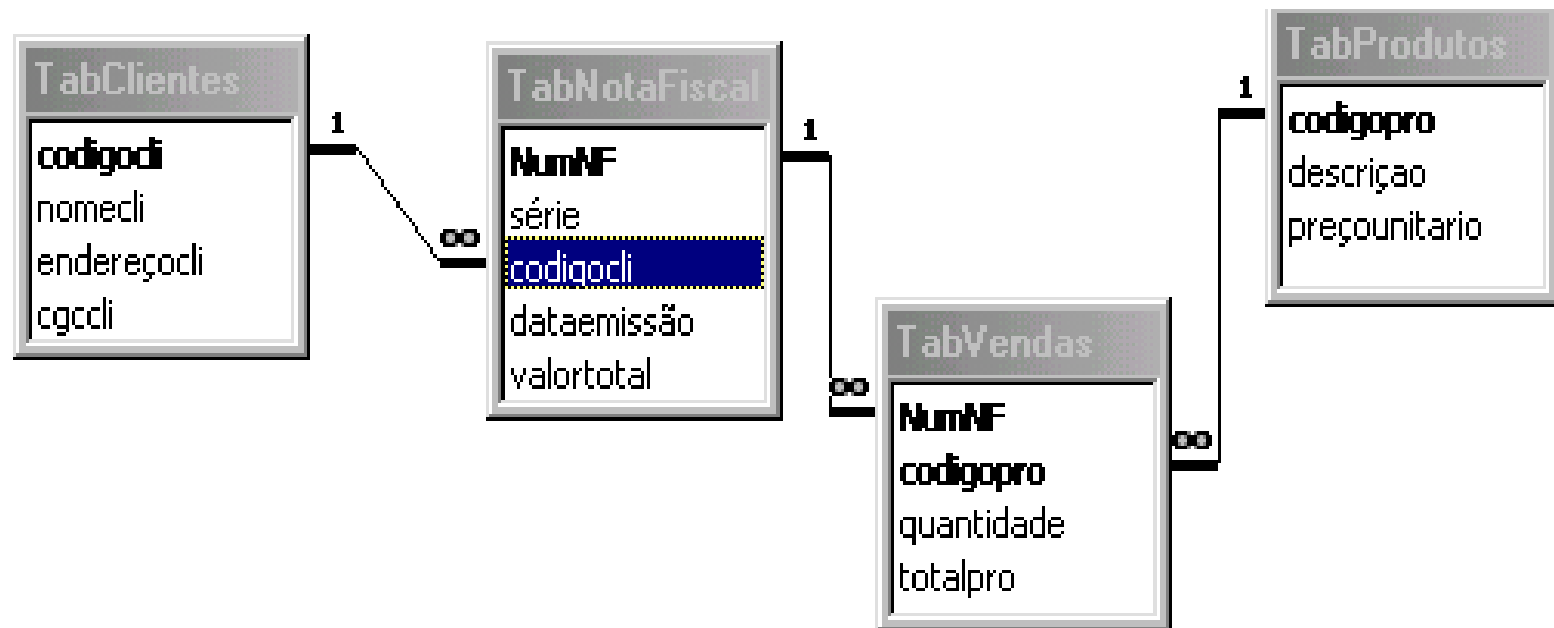 TabClientes
codigocli
nomecli
endereçocli
cgccli
1
∞
TabNotaFiscal
NumNF
série
codigocli
dataemissão
valortotal
1
∞
TabVendas
NumNF
codigopro
quantidade
totalpro
∞
1
TabProdutos
codigopro
descriçao
preçounitario